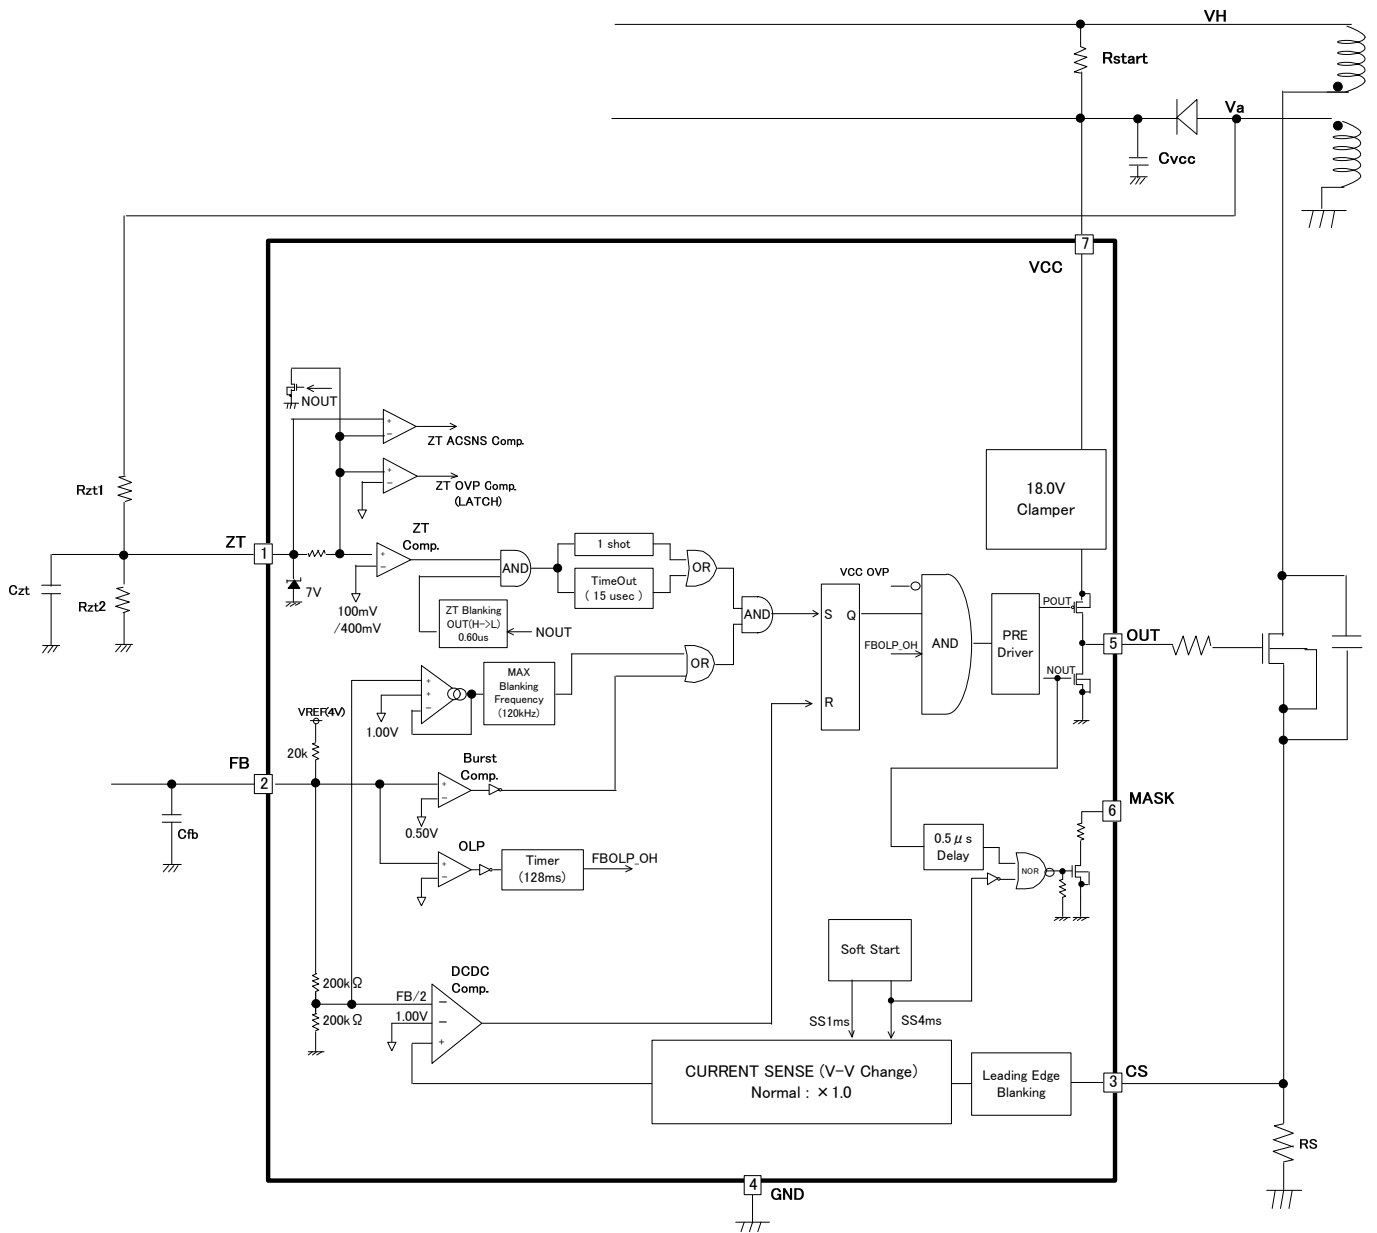 VH
Rstart
Va
Cvcc
7
VCC
NOUT
+
−
ZT ACSNS Comp.
+
−
ZT OVP Comp.
(LATCH)
18.0V
Clamper
Rzt1
ZT
1
ZT
Comp.
+
−
1 shot
AND
OR
TimeOut
( 15 usec )
VCC OVP
Czt
Rzt2
7V
100mV
/400mV
ZT Blanking
OUT(H->L)
0.60us
NOUT
AND
S
Q
R
FBOLP_OH
AND
PRE
Driver
POUT
NOUT
5
OUT
OR
+
+
−
1.00V
MAX
Blanking
Frequency
(120kHz)
VREF(4V)
20k
FB
2
Cfb
Burst
Comp.
+
−
0.50V
OLP
+
−
Timer
(128ms)
FBOLP_OH
MASK
6
0.5μs
Delay
NOR
Soft Start
SS1ms
SS4ms
200kΩ
200kΩ
DCDC
Comp.
FB/2
1.00V
−
−
+
CURRENT SENSE (V-V Change)
Normal : ×1.0
Leading Edge
Blanking
3
CS
RS
4
GND